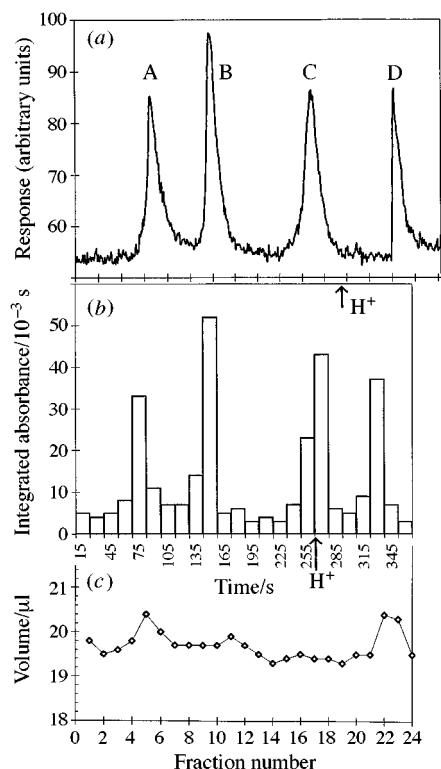 (a)
A
B
C
D
100
90
80
70
60
Response (arbitrary units)
H+
(b)
50
40
30
20
10
0
Integrated absorbance/10⁻³ s
15 45 75 105 135 165 195 225 255 285 315 345
Time/s
H+
(c)
21
20
19
18
Volume/µl
0 2 4 6 8 10 12 14 16 18 20 22 24
Fraction number